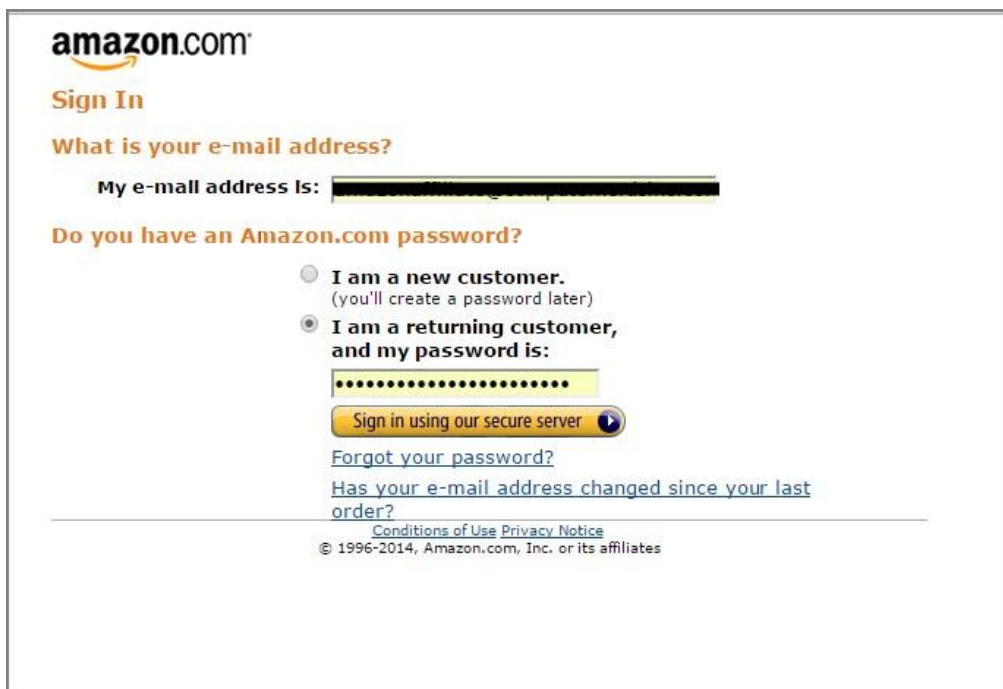 amazon.com
Sign In
What is your e-mail address?
My e-mail address is:
Do you have an Amazon.com password?
I am a new customer.
(you'll create a password later)
I am a returning customer,
and my password is:
•••••••••••••••••••••••
Sign in using our secure server
Forgot your password?
Has your e-mail address changed since your last
order?
Conditions of Use Privacy Notice
© 1996-2014, Amazon.com, Inc. or its affiliates